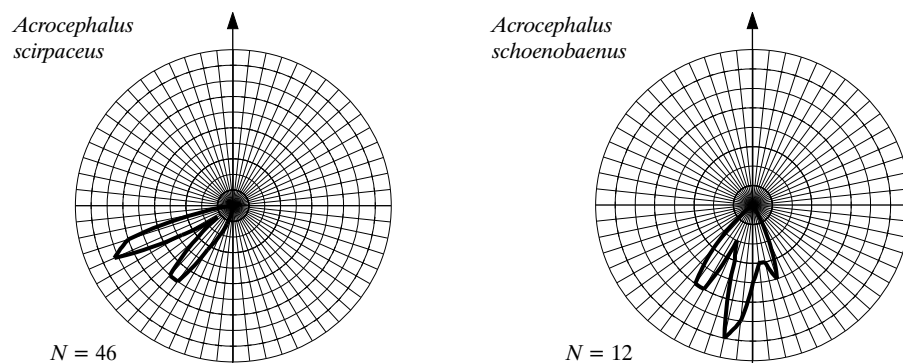 Acrocephalus
scirpaceus
N = 46
Acrocephalus
schoenobaenus
N = 12